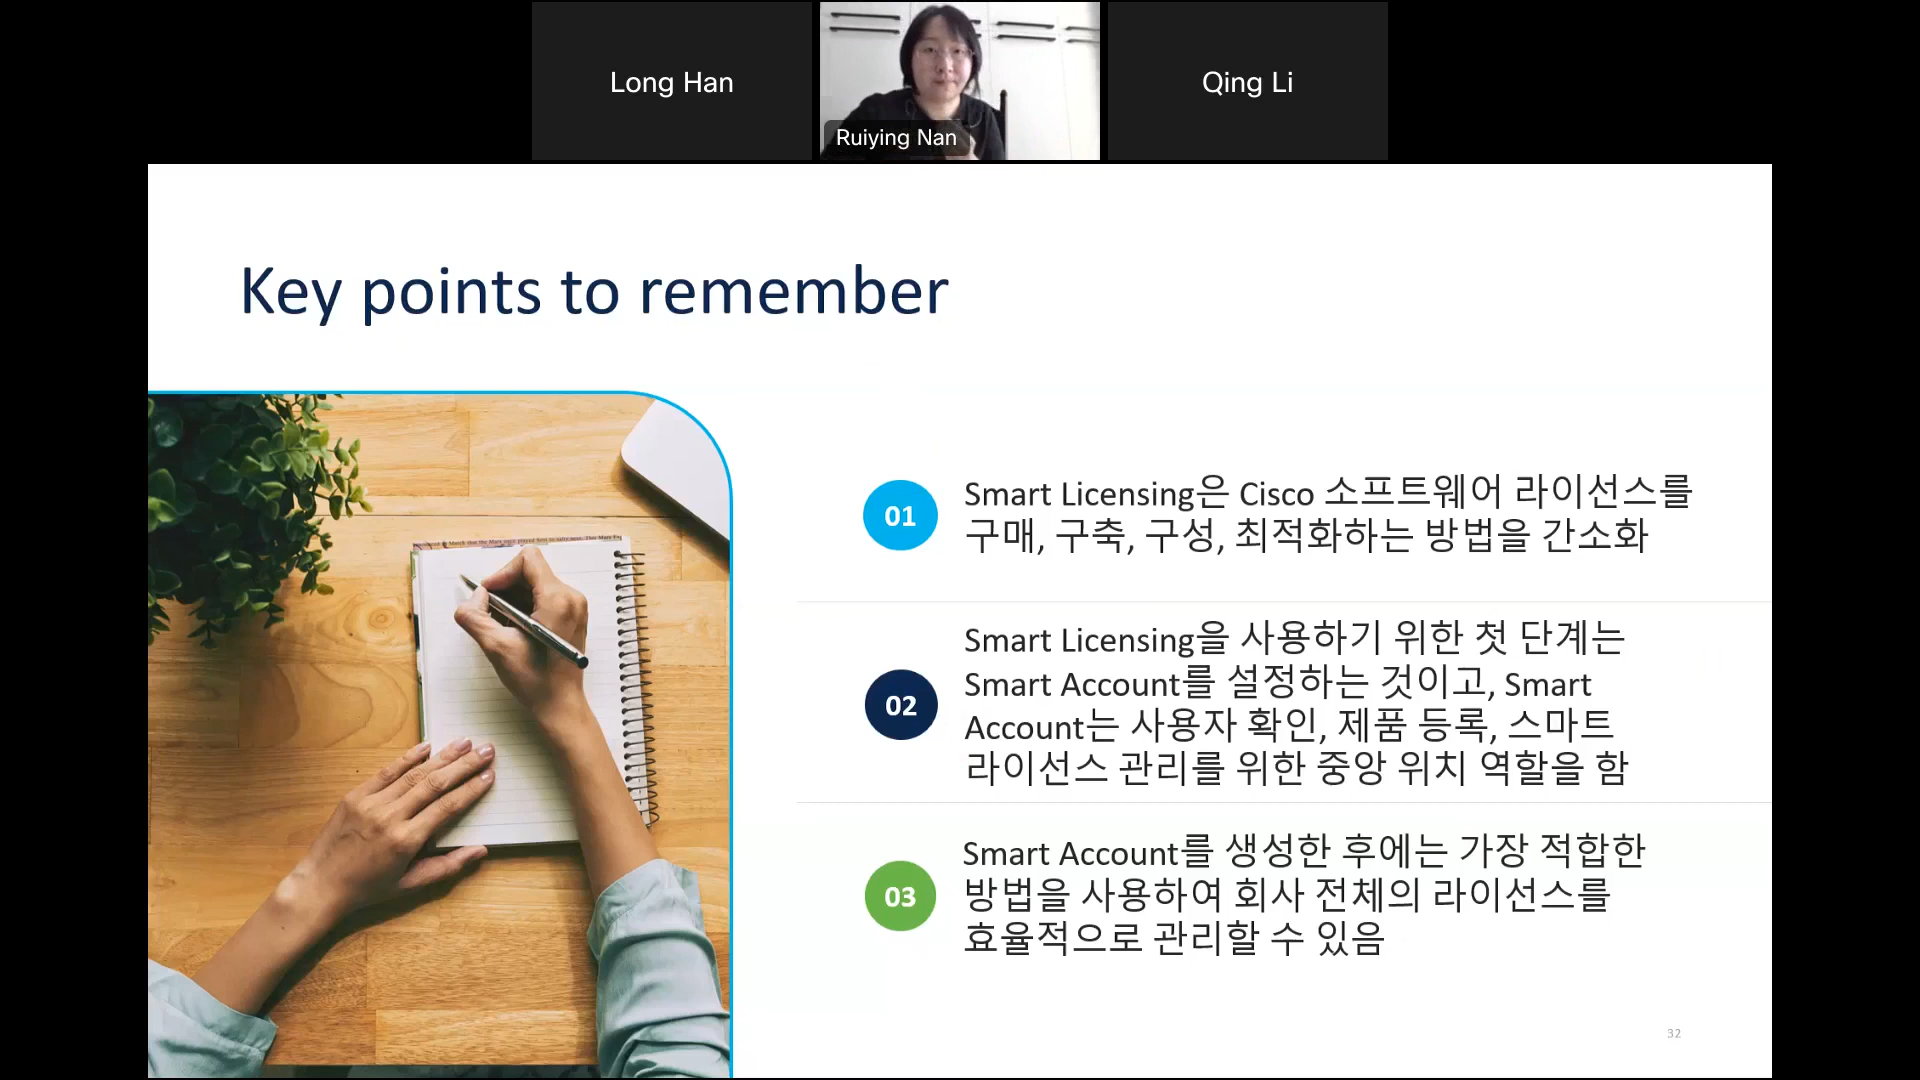 Long Han
Ruiying Nan
Qing Li
Key points to remember
01
Smart Licensing은 Cisco 소프트웨어 라이선스를
구매, 구축, 구성, 최적화하는 방법을 간소화
02
Smart Licensing을 사용하기 위한 첫 단계는
Smart Account를 설정하는 것이고, Smart
Account는 사용자 확인, 제품 등록, 스마트
라이선스 관리를 위한 중앙 위치 역할을 함
03
Smart Account를 생성한 후에는 가장 적합한
방법을 사용하여 회사 전체의 라이선스를
효율적으로 관리할 수 있음
32